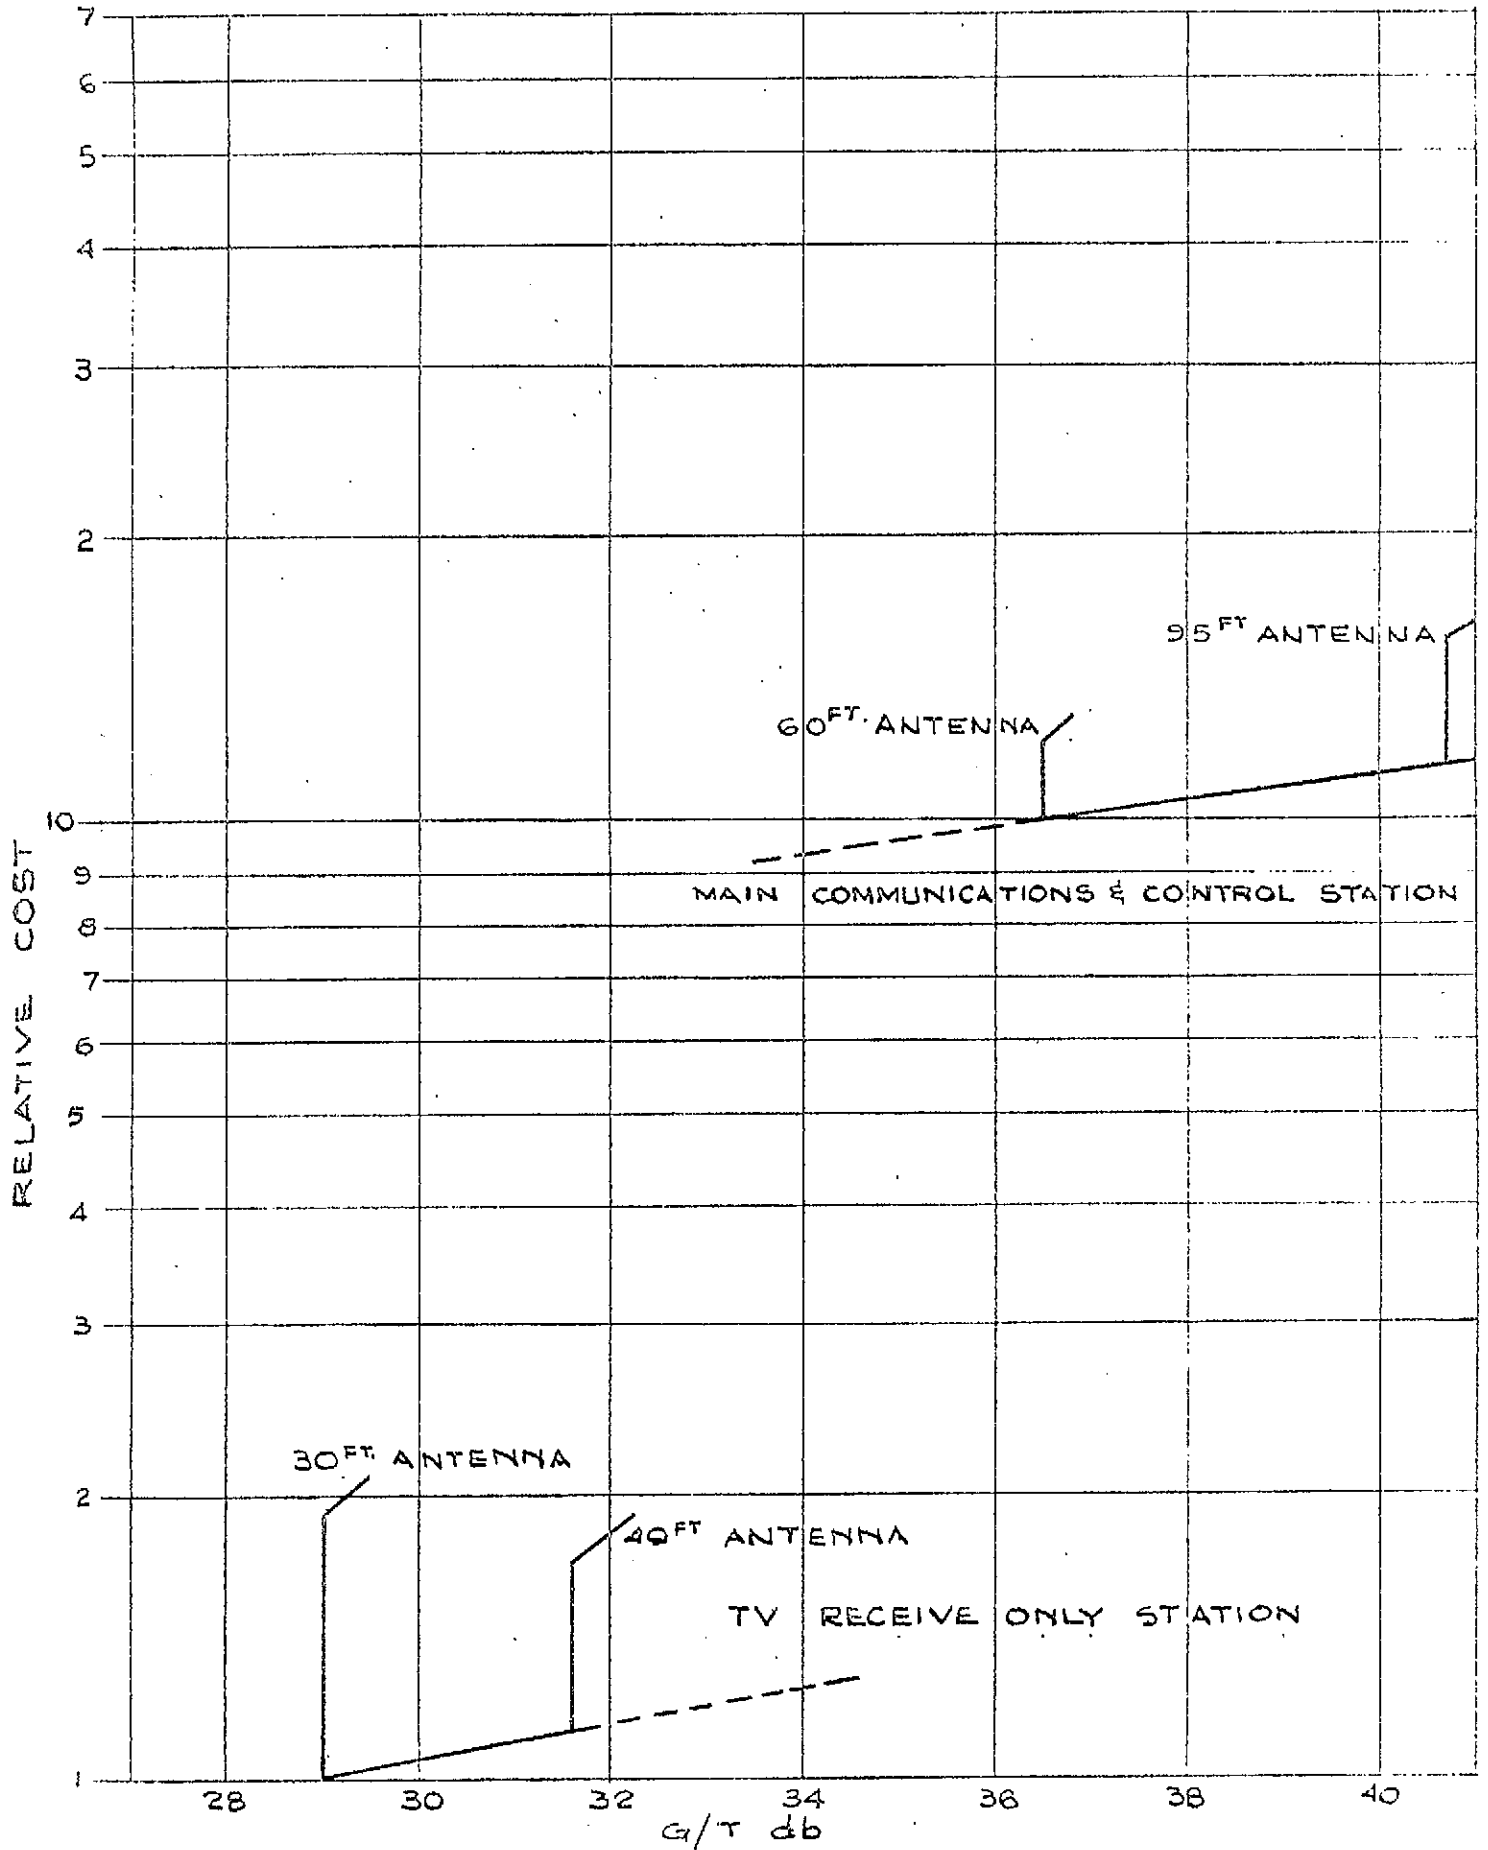 7
6
5
4
3
2
95FT ANTENNA
60FT. ANTENNA
10
9
MAIN COMMUNICATIONS & CONTROL STATION
8
7
6
5
4
3
RELATIVE COST
30FT. ANTENNA
2
40FT ANTENNA
TV RECEIVE ONLY STATION
1
28 30 32 34 36 38 40
G/T db